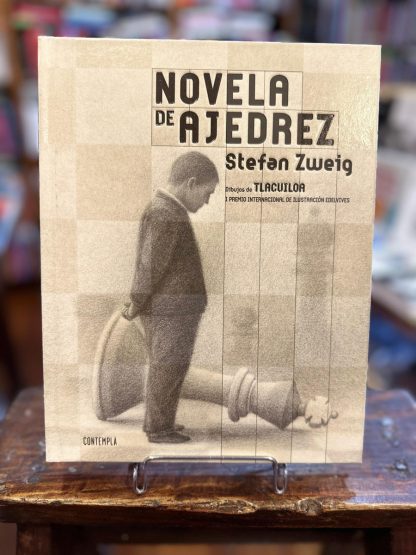 NOVELA
DE AJEDREZ
Stefan Zweig
Dibujos de TLACUILOA
I PREMIO INTERNACIONAL DE ILUSTRACIÓN EDELVIVES
CONTEMPLA